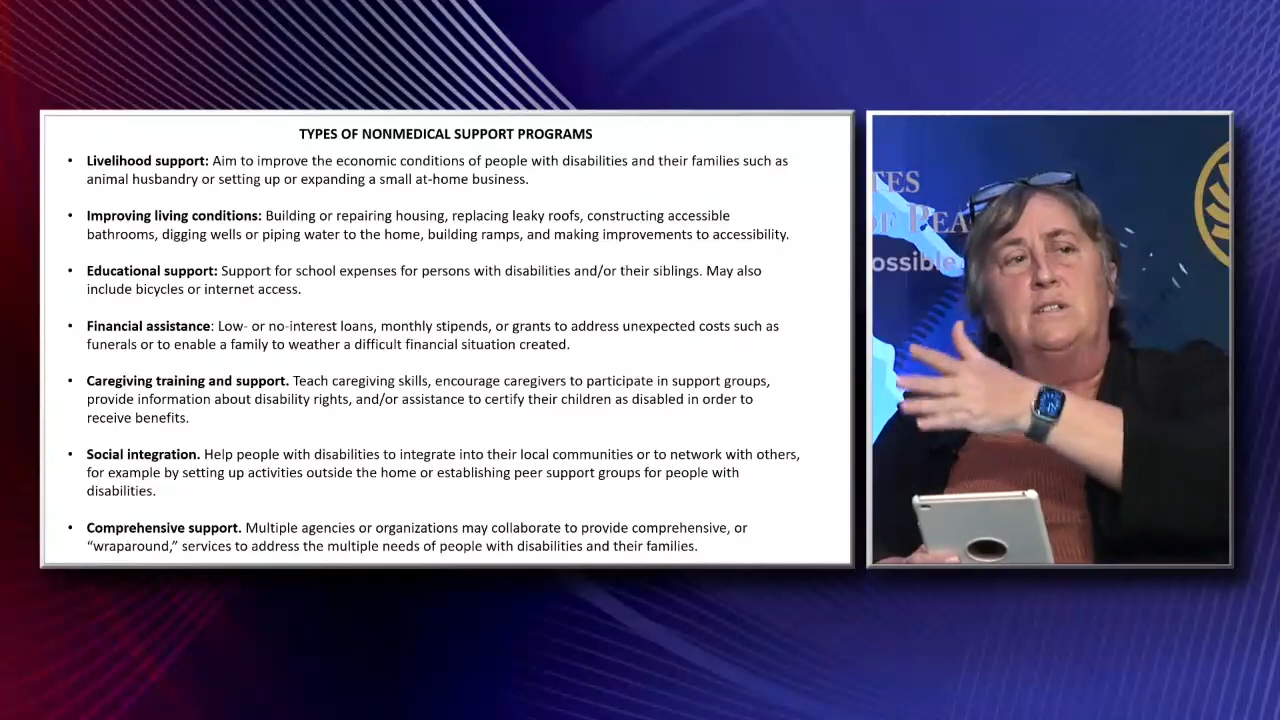 TYPES OF NONMEDICAL SUPPORT PROGRAMS
• Livelihood support: Aim to improve the economic conditions of people with disabilities and their families such as
animal husbandry or setting up or expanding a small at-home business.
• Improving living conditions: Building or repairing housing, replacing leaky roofs, constructing accessible
bathrooms, digging wells or piping water to the home, building ramps, and making improvements to accessibility.
• Educational support: Support for school expenses for persons with disabilities and/or their siblings. May also
include bicycles or internet access.
• Financial assistance: Low- or no-interest loans, monthly stipends, or grants to address unexpected costs such as
funerals or to enable a family to weather a difficult financial situation created.
• Caregiving training and support. Teach caregiving skills, encourage caregivers to participate in support groups,
provide information about disability rights, and/or assistance to certify their children as disabled in order to
receive benefits.
• Social integration. Help people with disabilities to integrate into their local communities or to network with others,
for example by setting up activities outside the home or establishing peer support groups for people with
disabilities.
• Comprehensive support. Multiple agencies or organizations may collaborate to provide comprehensive, or
“wraparound,” services to address the multiple needs of people with disabilities and their families.
TES
OF PEA
ossible